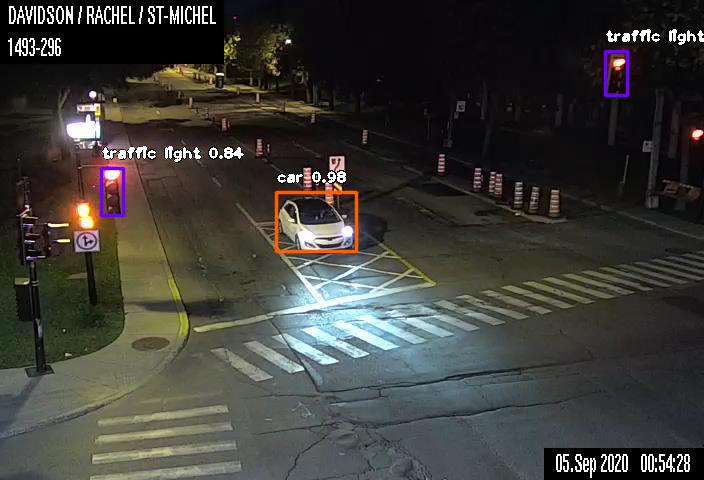 DAVIDSON / RACHEL / ST-MICHEL
1493-296
traffic light
traffic light 0.84
car 0.98
05.Sep 2020 00:54:28